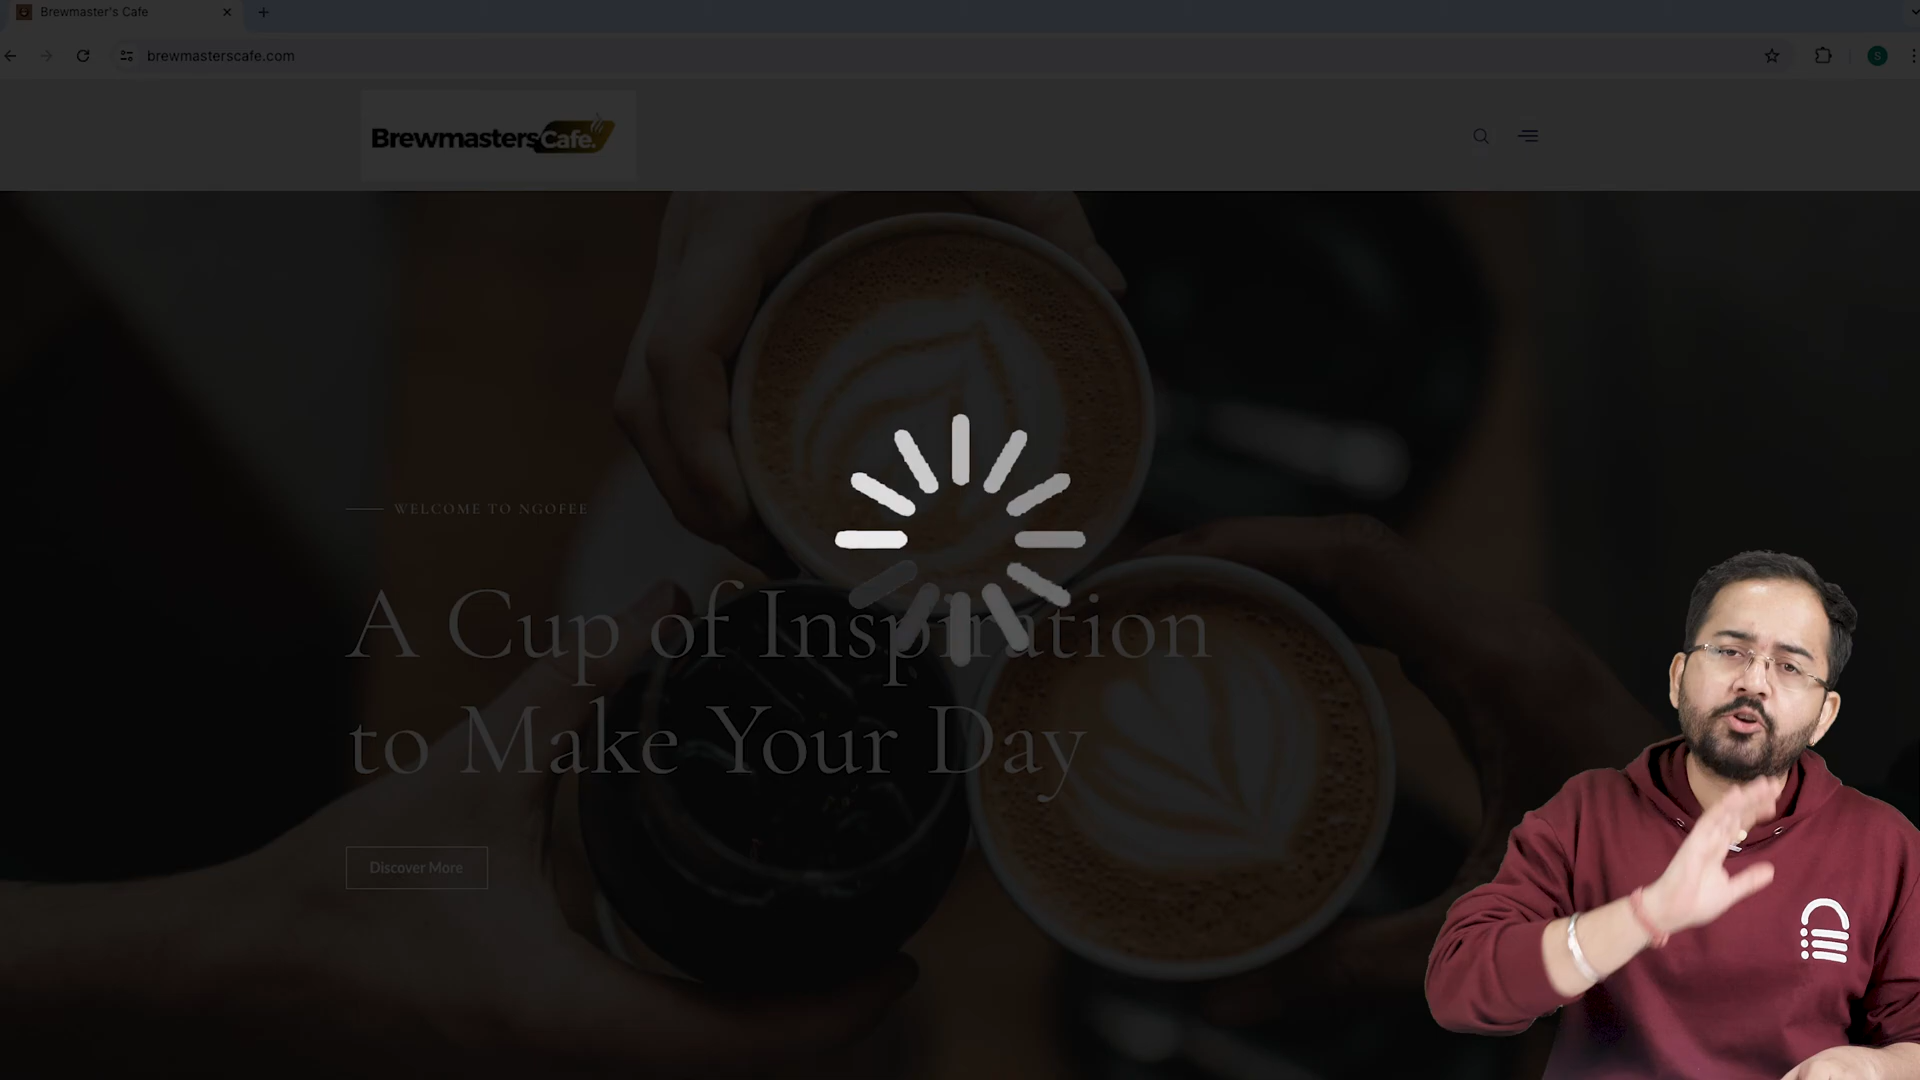 Brewmaster's Cafe
brewmasterscafe.com
S
BrewmastersCafe.
WELCOME TO NGOFEE
A Cup of Inspiration
to Make Your Day
Discover More